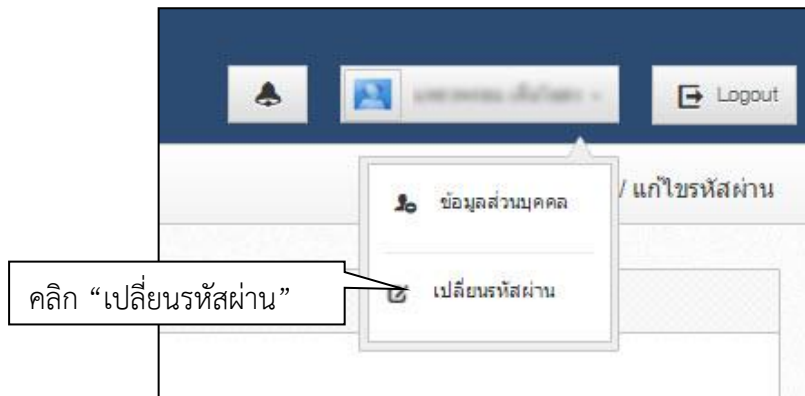 Logout
ข้อมูลส่วนบุคคล
/ แก้ไขรหัสผ่าน
คลิก “เปลี่ยนรหัสผ่าน”
เปลี่ยนรหัสผ่าน